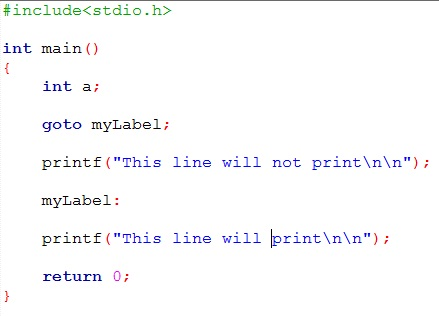 #include<stdio.h>
int main()
{
int a;
goto myLabel;
printf("This line will not print\n\n");
myLabel:
printf("This line will print\n\n");
return 0;
}